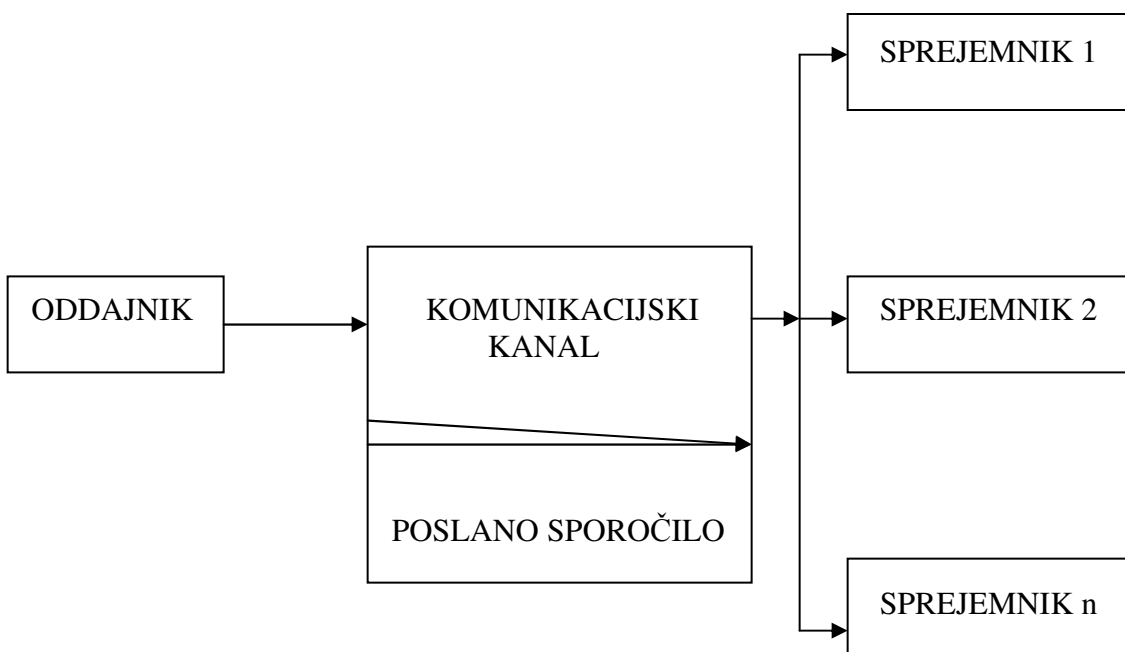 SPREJEMNIK 1
ODDAJNIK
KOMUNIKACIJSKI
KANAL
SPREJEMNIK 2
POSLANO SPOROČILO
SPREJEMNIK n